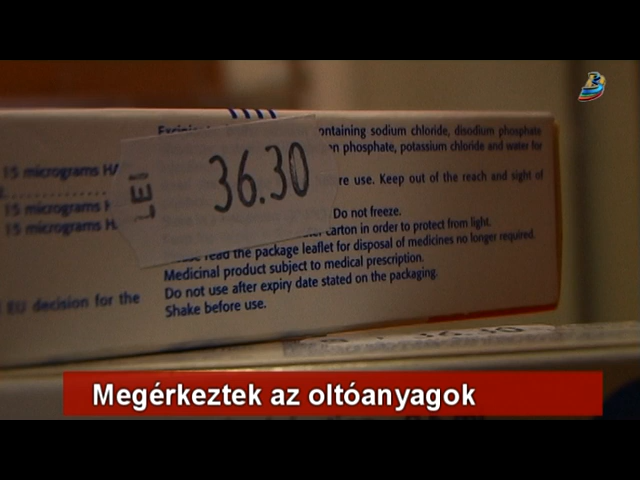 ontaining sodium chloride, disodium phosphate
phosphate, potassium chloride and water for
15 micrograms
LEI
36.30
re use. Keep out of the reach and sight of
15 micrograms
Do not freeze.
15 micrograms
carton in order to protect from light.
read the package leaflet for disposal of medicines no longer required.
Medicinal product subject to medical prescription.
EU decision for the
Do not use after expiry date stated on the packaging.
Shake before use.
Megérkeztek az oltóanyagok